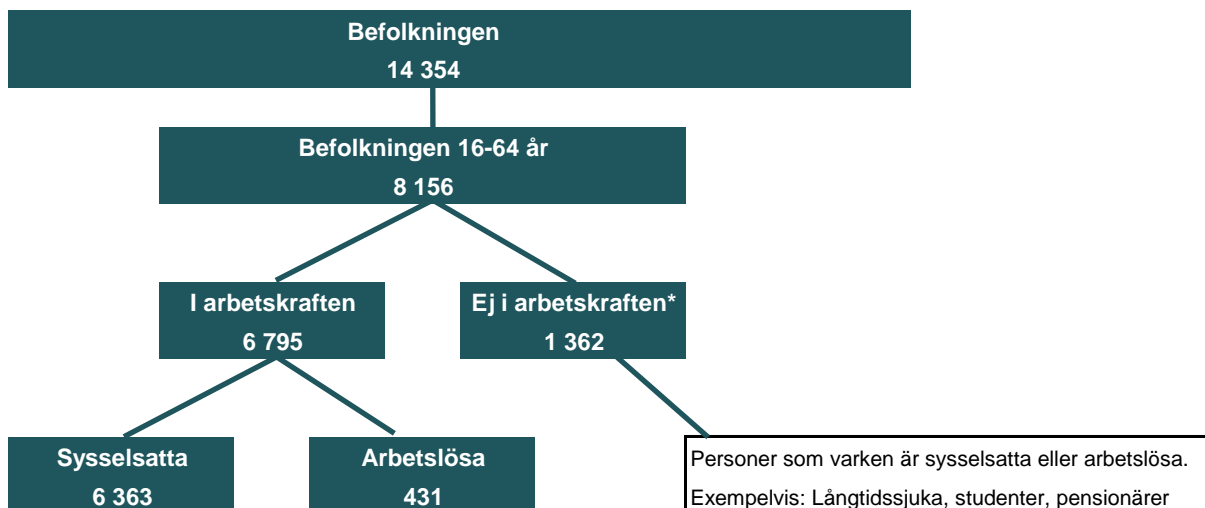 Befolkningen
14 354
Befolkningen 16-64 år
8 156
I arbetskraften
6 795
Ej i arbetskraften*
1 362
Sysselsatta
6 363
Arbetslösa
431
Personer som varken är sysselsatta eller arbetslösa.
Exempelvis: Långtidssjuka, studenter, pensionärer